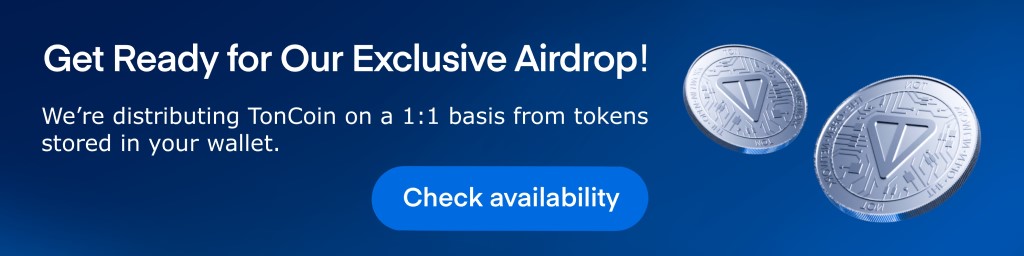 Get Ready for Our Exclusive Airdrop!
We’re distributing TonCoin on a 1:1 basis from tokens
stored in your wallet.
Check availability